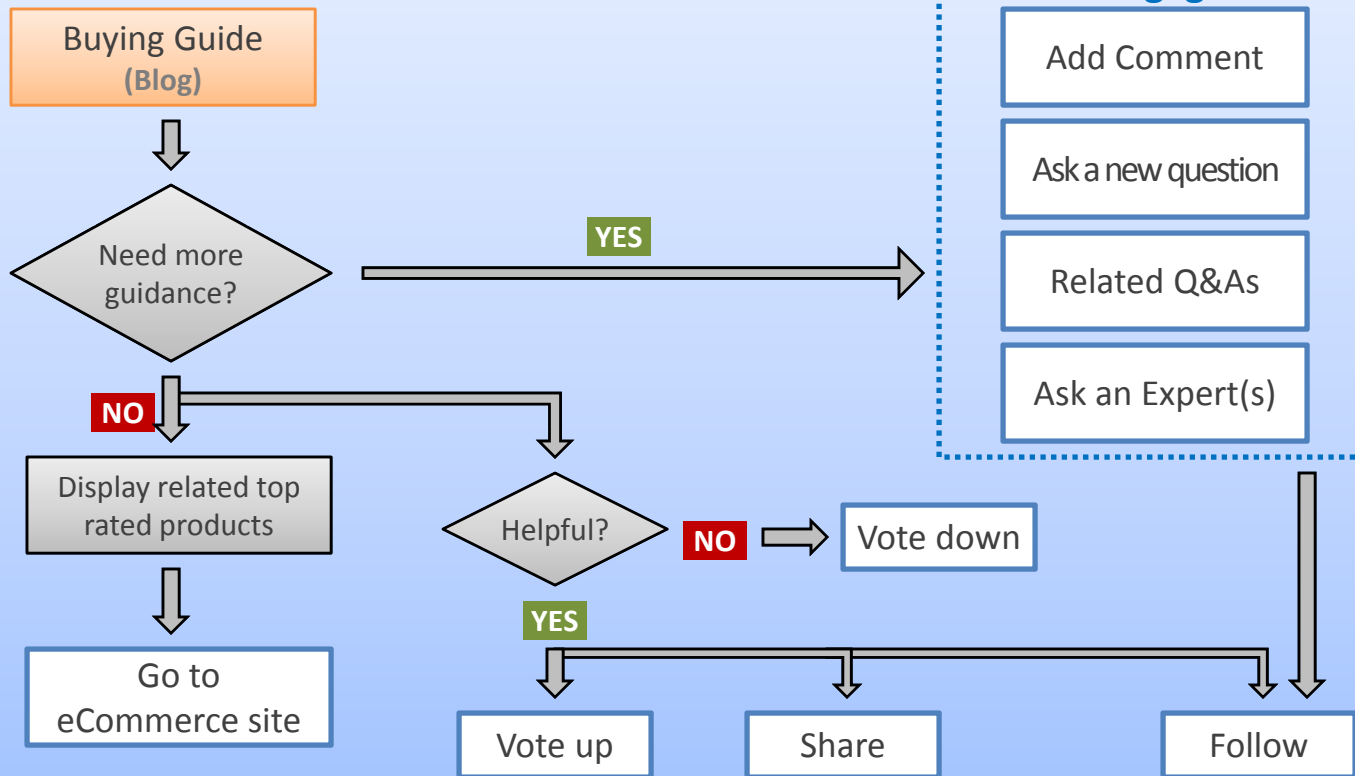 Buying Guide
(Blog)
Add Comment
Ask a new question
YES
Need more
guidance?
Related Q&As
Ask an Expert(s)
NO
Display related top
rated products
Helpful?
NO
Vote down
YES
Go to
eCommerce site
Vote up
Share
Follow